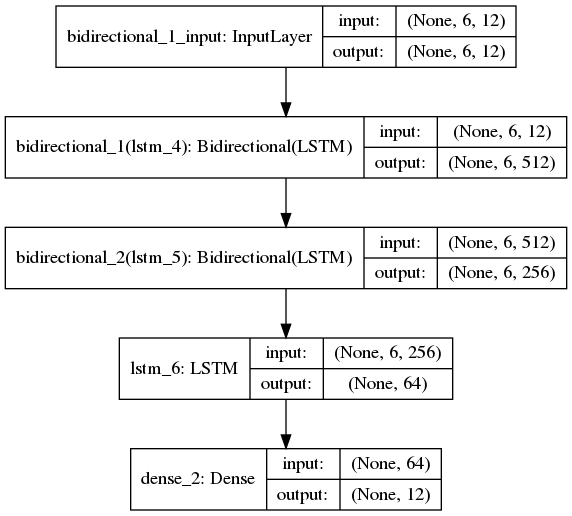 bidirectional_1_input: InputLayer
input: (None, 6, 12)
output: (None, 6, 12)
bidirectional_1(lstm_4): Bidirectional(LSTM)
input: (None, 6, 12)
output: (None, 6, 512)
bidirectional_2(lstm_5): Bidirectional(LSTM)
input: (None, 6, 512)
output: (None, 6, 256)
lstm_6: LSTM
input: (None, 6, 256)
output: (None, 64)
dense_2: Dense
input: (None, 64)
output: (None, 12)